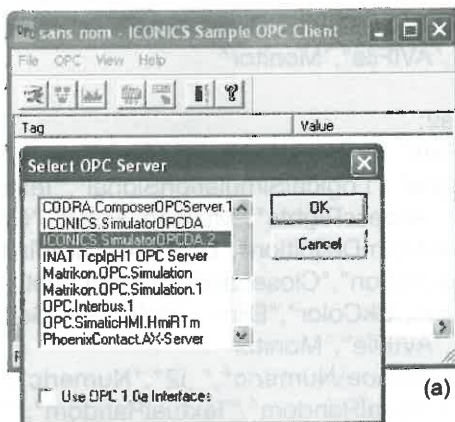 sans nom - ICONICS Sample OPC Client
File OPC View Help
Tag Value
Select OPC Server
CODRA.ComposerOPCServer.1
ICONICS.SimulatorOPCDA
ICONICS.SimulatorOPCDA.2
INAT TcpIpH1 OPC Server
Matrikon.OPC.Simulation
Matrikon.OPC.Simulation.1
OPC.Interbus.1
OPC.SimaticHMI.HmiRTm
PhoenixContact.AX-Server
OK
Cancel
Use OPC 1.0a Interfaces
(a)